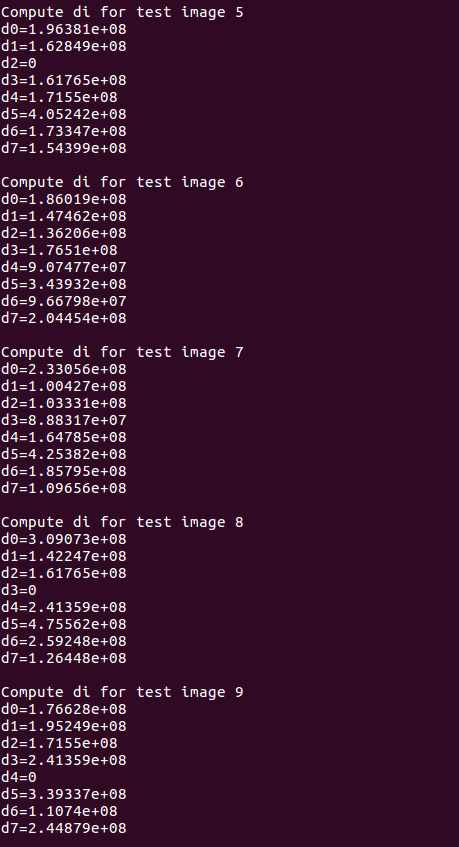 Compute di for test image 5
d0=1.96381e+08
d1=1.62849e+08
d2=0
d3=1.61765e+08
d4=1.7155e+08
d5=4.05242e+08
d6=1.73347e+08
d7=1.54399e+08

Compute di for test image 6
d0=1.86019e+08
d1=1.47462e+08
d2=1.36206e+08
d3=1.7651e+08
d4=9.07477e+07
d5=3.43932e+08
d6=9.66798e+07
d7=2.04454e+08

Compute di for test image 7
d0=2.33056e+08
d1=1.00427e+08
d2=1.03331e+08
d3=8.88317e+07
d4=1.64785e+08
d5=4.25382e+08
d6=1.85795e+08
d7=1.09656e+08

Compute di for test image 8
d0=3.09073e+08
d1=1.42247e+08
d2=1.61765e+08
d3=0
d4=2.41359e+08
d5=4.75562e+08
d6=2.59248e+08
d7=1.26448e+08

Compute di for test image 9
d0=1.76628e+08
d1=1.95249e+08
d2=1.7155e+08
d3=2.41359e+08
d4=0
d5=3.39337e+08
d6=1.1074e+08
d7=2.44879e+08